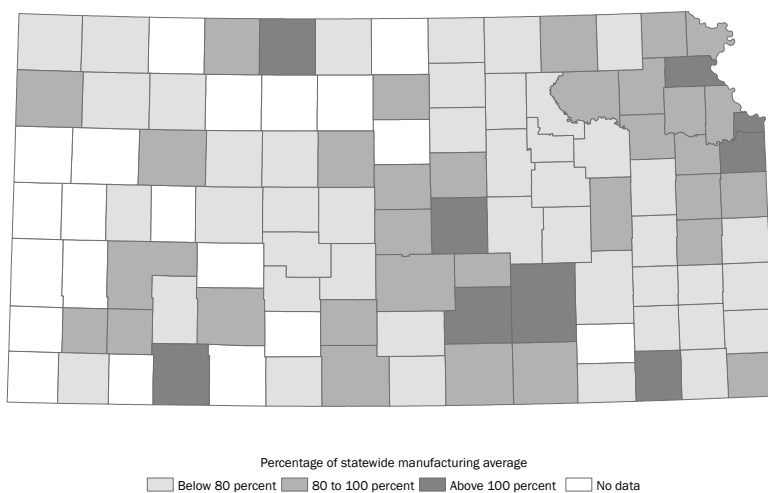 Percentage of statewide manufacturing average
Below 80 percent 80 to 100 percent Above 100 percent No data